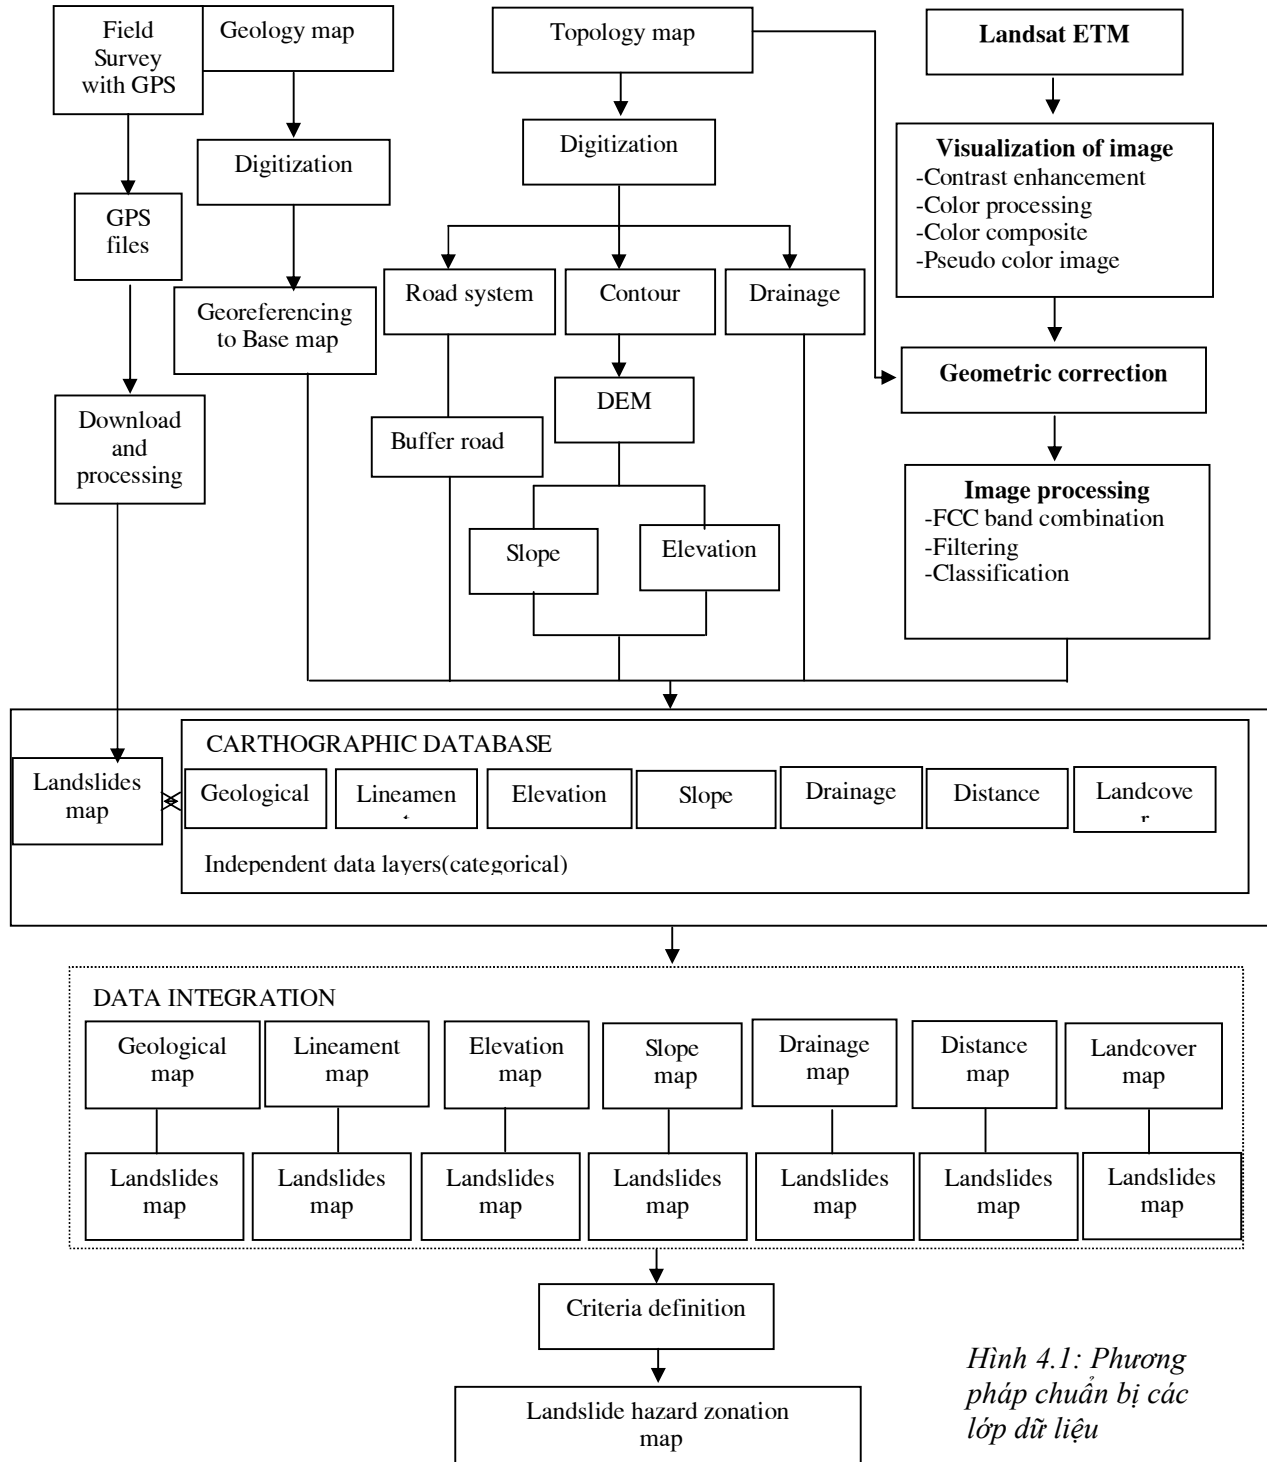 Field
Survey
with GPS
Geology map
Topology map
Landsat ETM
Digitization
Digitization
Visualization of image
-Contrast enhancement
-Color processing
-Color composite
-Pseudo color image
GPS
files
Georeferencing
to Base map
Road system
Contour
Drainage
Geometric correction
Download
and
processing
Buffer road
DEM
Image processing
-FCC band combination
-Filtering
-Classification
Slope
Elevation
CARTHOGRAPHIC DATABASE
Landslides
map
Geological
Lineamen
Elevation
Slope
Drainage
Distance
Landcove
r
Independent data layers(categorical)
DATA INTEGRATION
Geological
map
Lineament
map
Elevation
map
Slope
map
Drainage
map
Distance
map
Landcover
map
Landslides
map
Landslides
map
Landslides
map
Landslides
map
Landslides
map
Landslides
map
Landslides
map
Criteria definition
Landslide hazard zonation
map
Hình 4.1: Phương
pháp chuẩn bị các
lớp dữ liệu